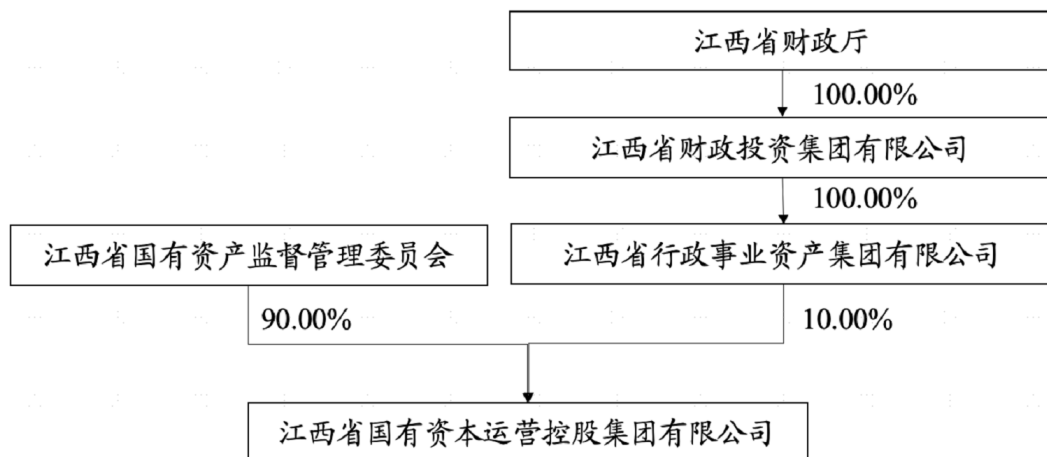 江西省财政厅
100.00%
江西省财政投资集团有限公司
100.00%
江西省国有资产监督管理委员会
江西省行政事业资产集团有限公司
90.00%
10.00%
江西省国有资本运营控股集团有限公司